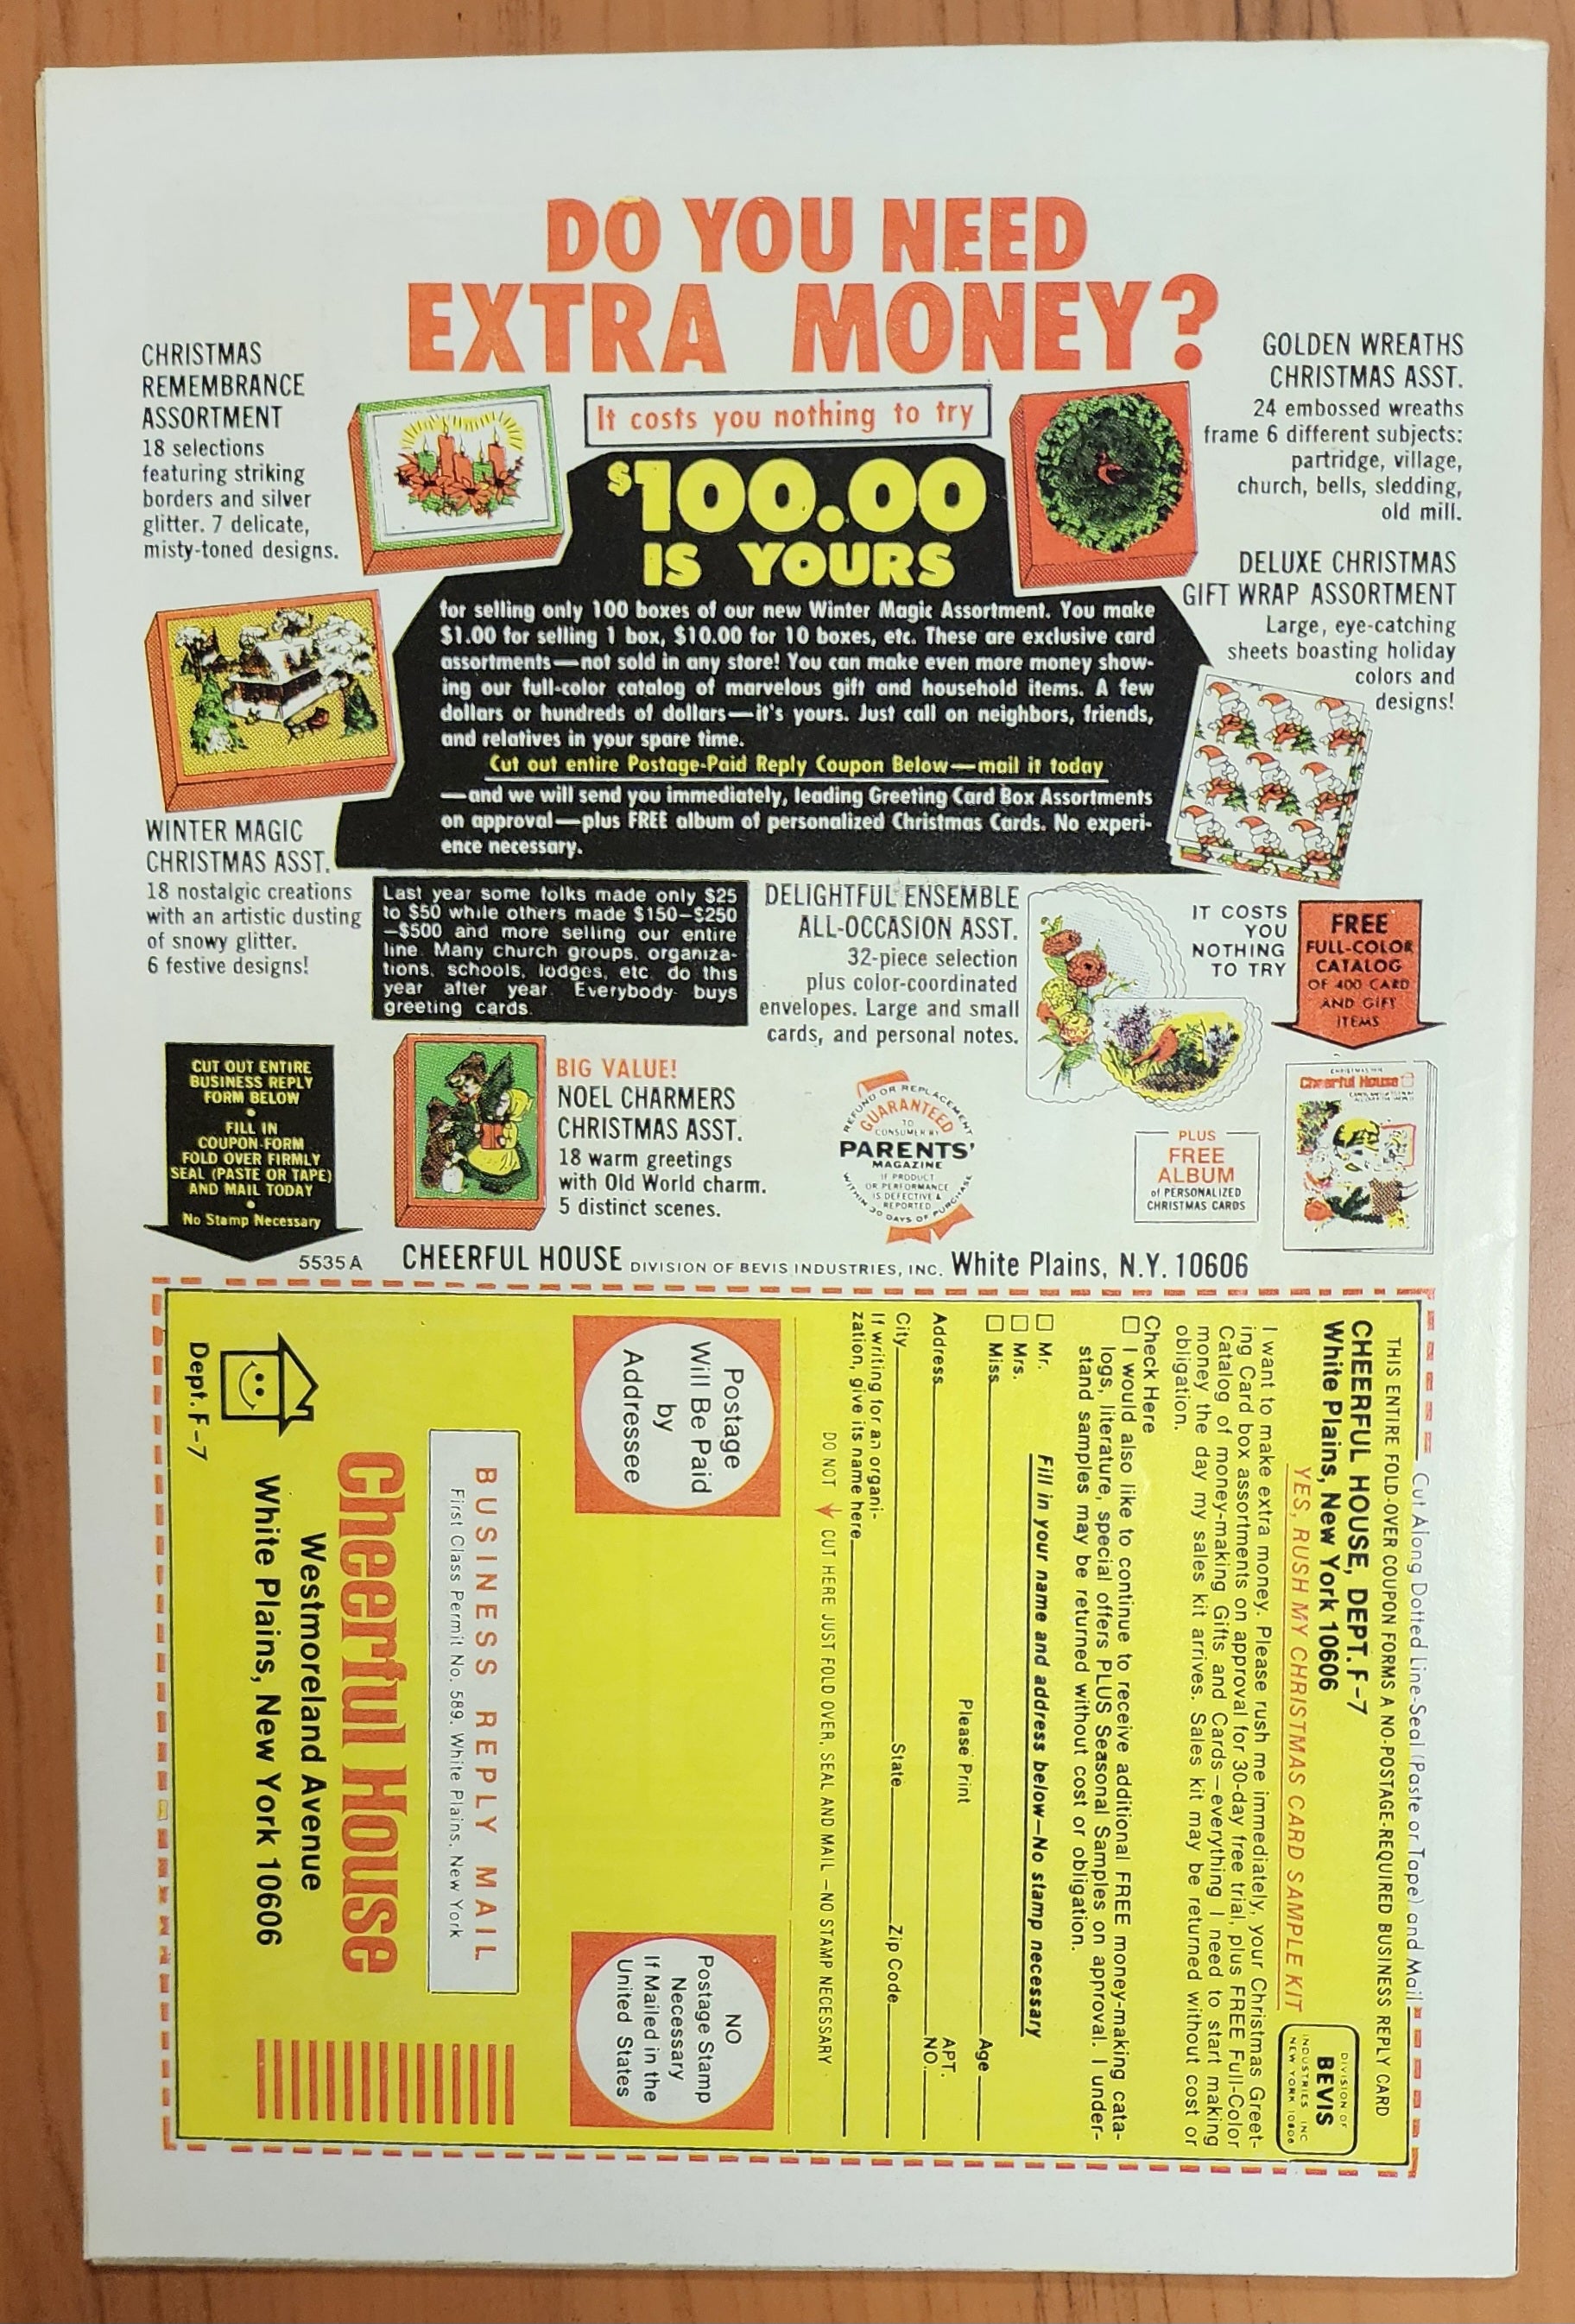 DO YOU NEED
EXTRA MONEY?
CHRISTMAS
REMEMBRANCE
ASSORTMENT
18 selections
featuring striking
borders and silver
glitter. 7 delicate,
misty-toned designs.
It costs you nothing to try
GOLDEN WREATHS
CHRISTMAS ASST.
24 embossed wreaths
frame 6 different subjects:
partridge, village,
church, bells, sledding,
old mill.
$100.00
IS YOURS
for selling only 100 boxes of our new Winter Magic Assortment. You make
$1.00 for selling 1 box, $10.00 for 10 boxes, etc. These are exclusive card
assortments—not sold in any store! You can make even more money show-
ing our full-color catalog of marvelous gift and household items. A few
dollars or hundreds of dollars—it's yours. Just call on neighbors, friends,
and relatives in your spare time.
Cut out entire Postage-Paid Reply Coupon Below—mail it today
—and we will send you immediately, leading Greeting Card Box Assortments
on approval—plus FREE album of personalized Christmas Cards. No experi-
ence necessary.
DELUXE CHRISTMAS
GIFT WRAP ASSORTMENT
Large, eye-catching
sheets boasting holiday
colors and
designs!
WINTER MAGIC
CHRISTMAS ASST.
18 nostalgic creations
with an artistic dusting
of snowy glitter.
6 festive designs!
Last year some folks made only $25
to $50 while others made $150–$250
–$500 and more selling our entire
line. Many church groups, organiza-
tions, schools, lodges, etc. do this
year after year. Everybody buys
greeting cards.
DELIGHTFUL ENSEMBLE
ALL-OCCASION ASST.
32-piece selection
plus color-coordinated
envelopes. Large and small
cards, and personal notes.
IT COSTS
YOU
NOTHING
TO TRY
FREE
FULL-COLOR
CATALOG
OF 400 CARD
AND GIFT
ITEMS
CUT OUT ENTIRE
BUSINESS REPLY
FORM BELOW
•
FILL IN
COUPON-FORM
FOLD OVER FIRMLY
SEAL (PASTE OR TAPE)
AND MAIL TODAY
•
No Stamp Necessary
BIG VALUE!
NOEL CHARMERS
CHRISTMAS ASST.
18 warm greetings
with Old World charm.
5 distinct scenes.
REFUND OR REPLACEMENT
GUARANTEED
TO
CONSUMER BY
PARENTS'
MAGAZINE
IF PRODUCT
OR PERFORMANCE
IS DEFECTIVE &
REPORTED
WITHIN 30 DAYS OF PURCHASE
PLUS
FREE
ALBUM
of PERSONALIZED
CHRISTMAS CARDS
Cheerful House
5535A
CHEERFUL HOUSE DIVISION OF BEVIS INDUSTRIES, INC. White Plains, N.Y. 10606
Cut Along Dotted Line-Seal (Paste or Tape) and Mail
THIS ENTIRE FOLD-OVER COUPON FORMS A NO-POSTAGE-REQUIRED BUSINESS REPLY CARD
CHEERFUL HOUSE, DEPT. F-7
White Plains, New York 10606
DIVISION OF
BEVIS
INDUSTRIES INC
NEW YORK 10606
YES, RUSH MY CHRISTMAS CARD SAMPLE KIT
I want to make extra money. Please rush me immediately, your Christmas Greet-
ing Card box assortments on approval for 30-day free trial, plus FREE Full-Color
Catalog of money-making Gifts and Cards—everything I need to start making
money the day my sales kit arrives. Sales kit may be returned without cost or
obligation.
Check Here
☐ I would also like to continue to receive additional FREE money-making cata-
logs, literature, special offers PLUS Seasonal Samples on approval. I under-
stand samples may be returned without cost or obligation.
Fill in your name and address below—No stamp necessary
☐ Mr.
☐ Mrs.
☐ Miss Age
Please Print
Address APT. NO.
City State Zip Code
If writing for an organi-
zation, give its name here
DO NOT CUT HERE JUST FOLD OVER, SEAL AND MAIL –NO STAMP NECESSARY
Postage
Will Be Paid
by
Addressee
NO
Postage Stamp
Necessary
If Mailed in the
United States
BUSINESS REPLY MAIL
First Class Permit No. 589, White Plains, New York
Cheerful House
Westmoreland Avenue
White Plains, New York 10606
Dept. F-7